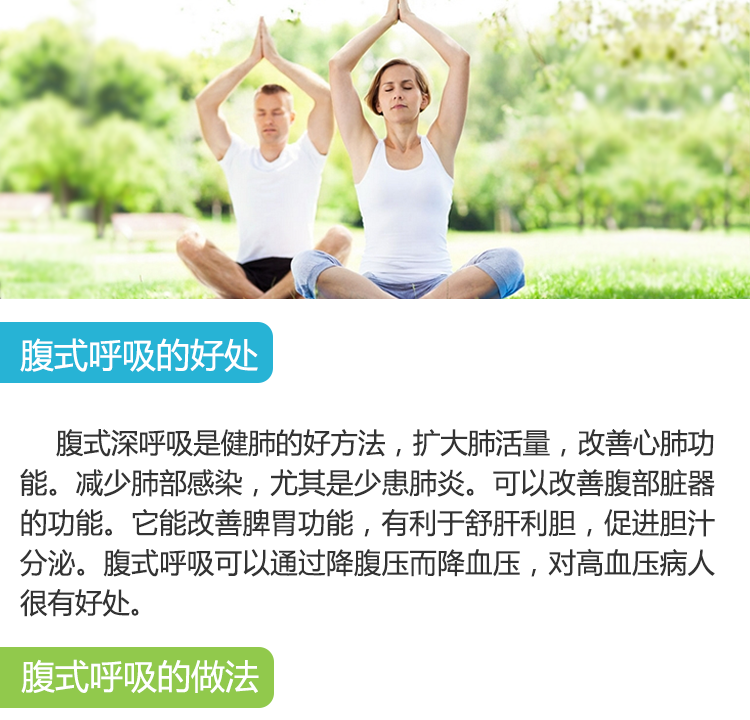 腹式呼吸的好处
腹式深呼吸是健肺的好方法，扩大肺活量，改善心肺功
能。减少肺部感染，尤其是少患肺炎。可以改善腹部脏器
的功能。它能改善脾胃功能，有利于舒肝利胆，促进胆汁
分泌。腹式呼吸可以通过降腹压而降血压，对高血压病人
很有好处。
腹式呼吸的做法